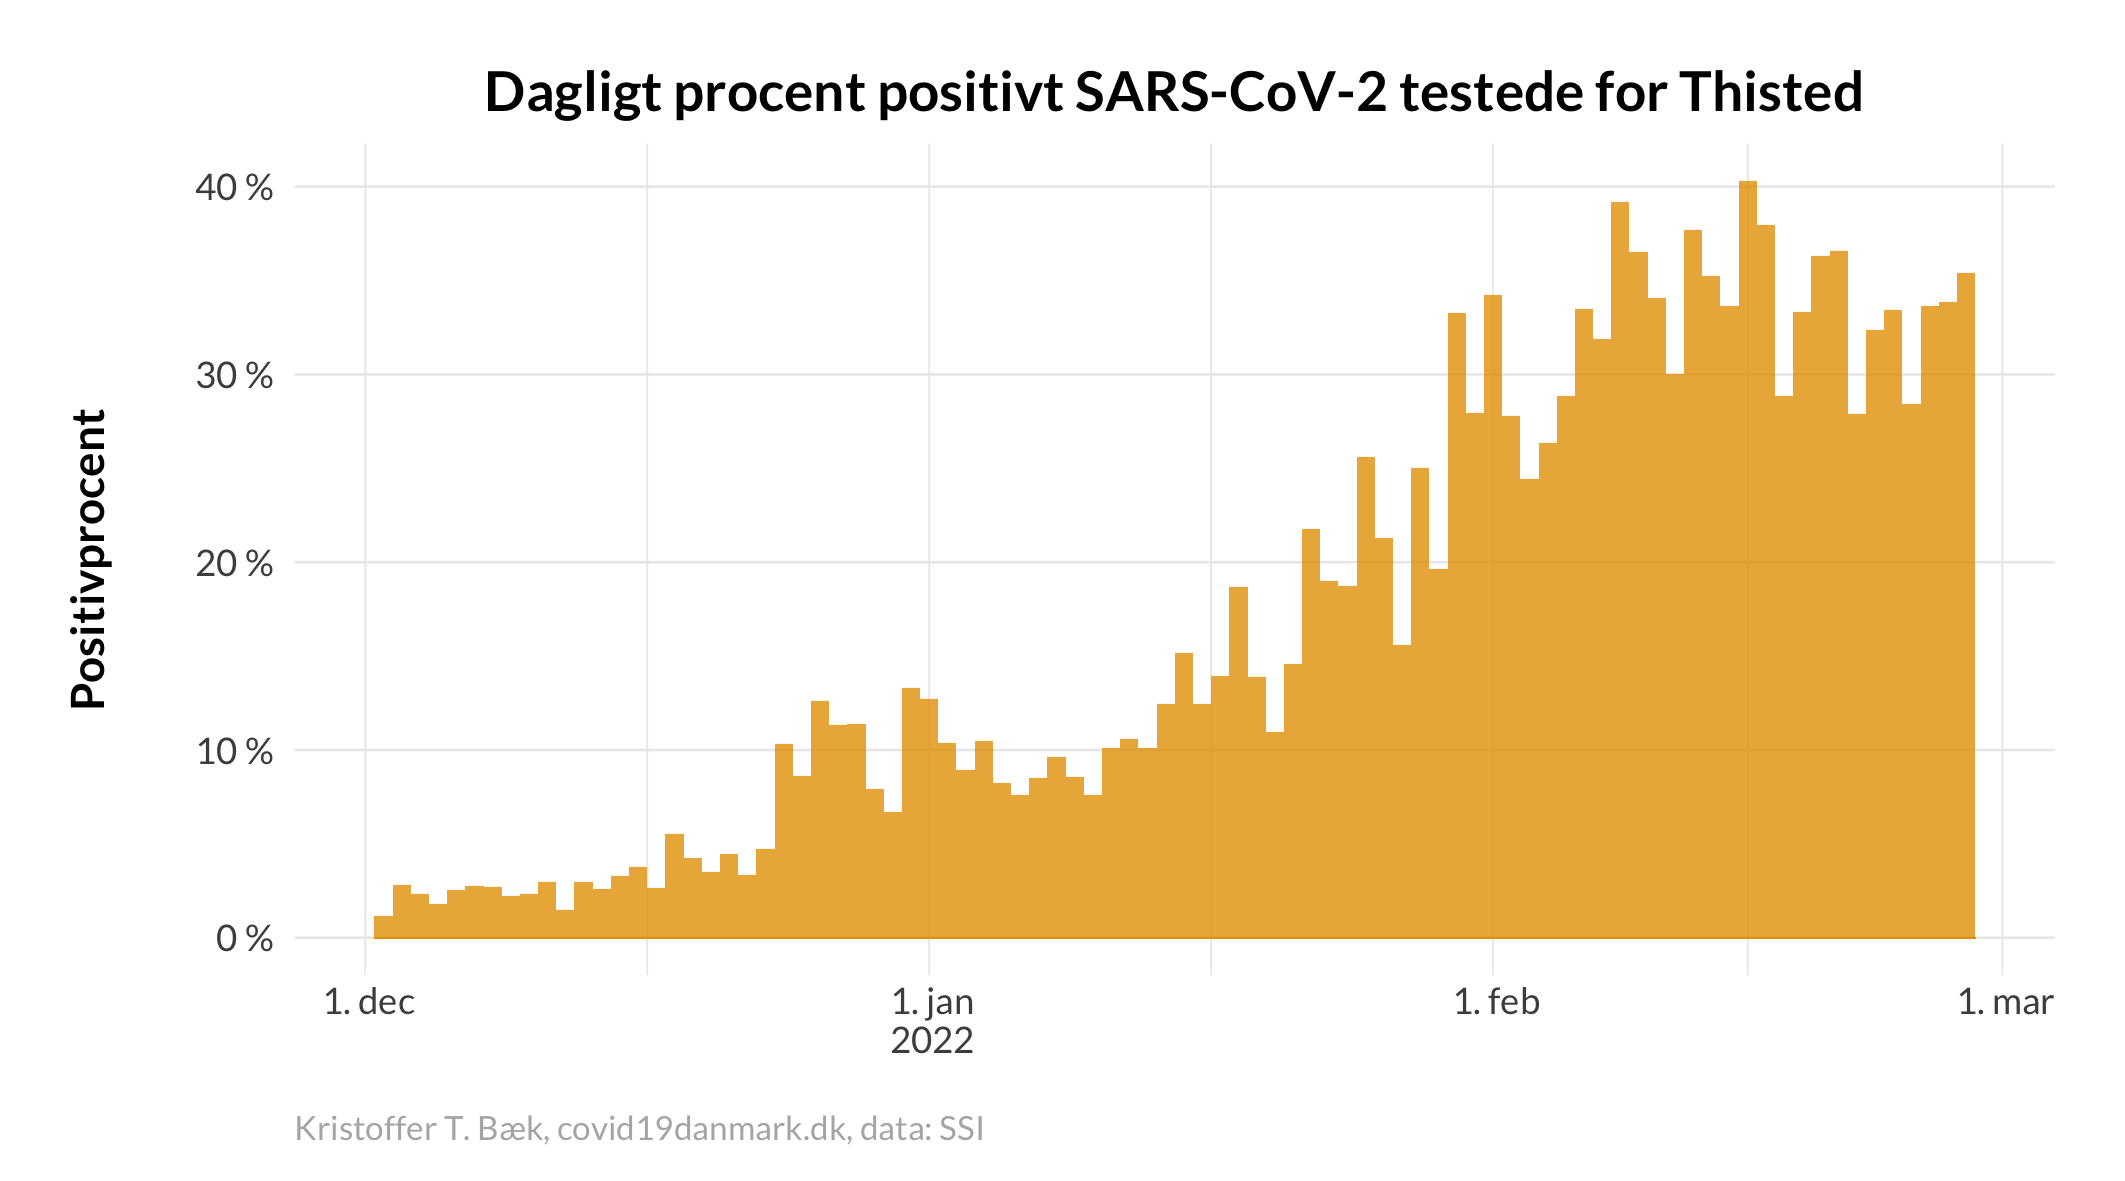 Dagligt procent positivt SARS-CoV-2 testede for Thisted
Positivprocent
40 %
30 %
20 %
10 %
0 %
1. dec
1. jan
2022
1. feb
1. mar
Kristoffer T. Bæk, covid19danmark.dk, data: SSI